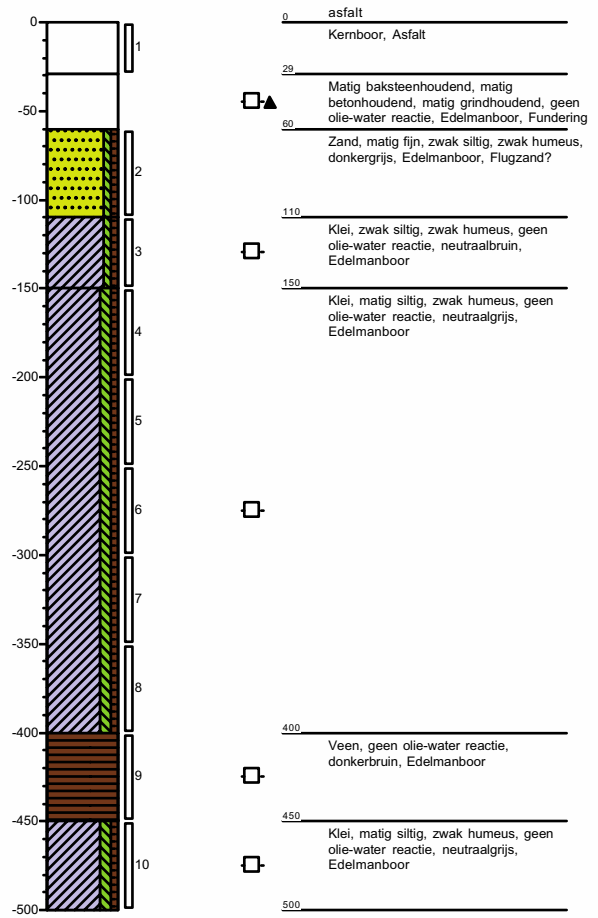 asfalt
0
0
Kernboor, Asfalt
1
29
Matig baksteenhoudend, matig
betonhoudend, matig grindhoudend, geen
olie-water reactie, Edelmanboor, Fundering
-50
60
Zand, matig fijn, zwak siltig, zwak humeus,
donkergrijs, Edelmanboor, Flugzand?
2
-100
110
Klei, zwak siltig, zwak humeus, geen
olie-water reactie, neutraalbruin,
Edelmanboor
3
-150
150
Klei, matig siltig, zwak humeus, geen
olie-water reactie, neutraalgrijs,
Edelmanboor
4
-200
5
-250
6
-300
7
-350
8
-400
400
Veen, geen olie-water reactie,
donkerbruin, Edelmanboor
9
-450
450
Klei, matig siltig, zwak humeus, geen
olie-water reactie, neutraalgrijs,
Edelmanboor
10
-500
500